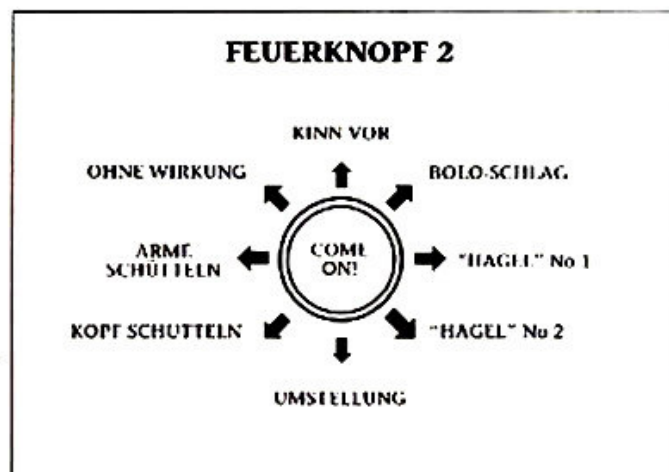 FEUERKNOPF 2
KINN VOR
OHNE WIRKUNG
BOLO-SCHLAG
ARME
SCHÜTTELN
COME
ON!
"HAGEL" No 1
KOPF SCHUTTELN
"HAGEL" No 2
UMSTELLUNG